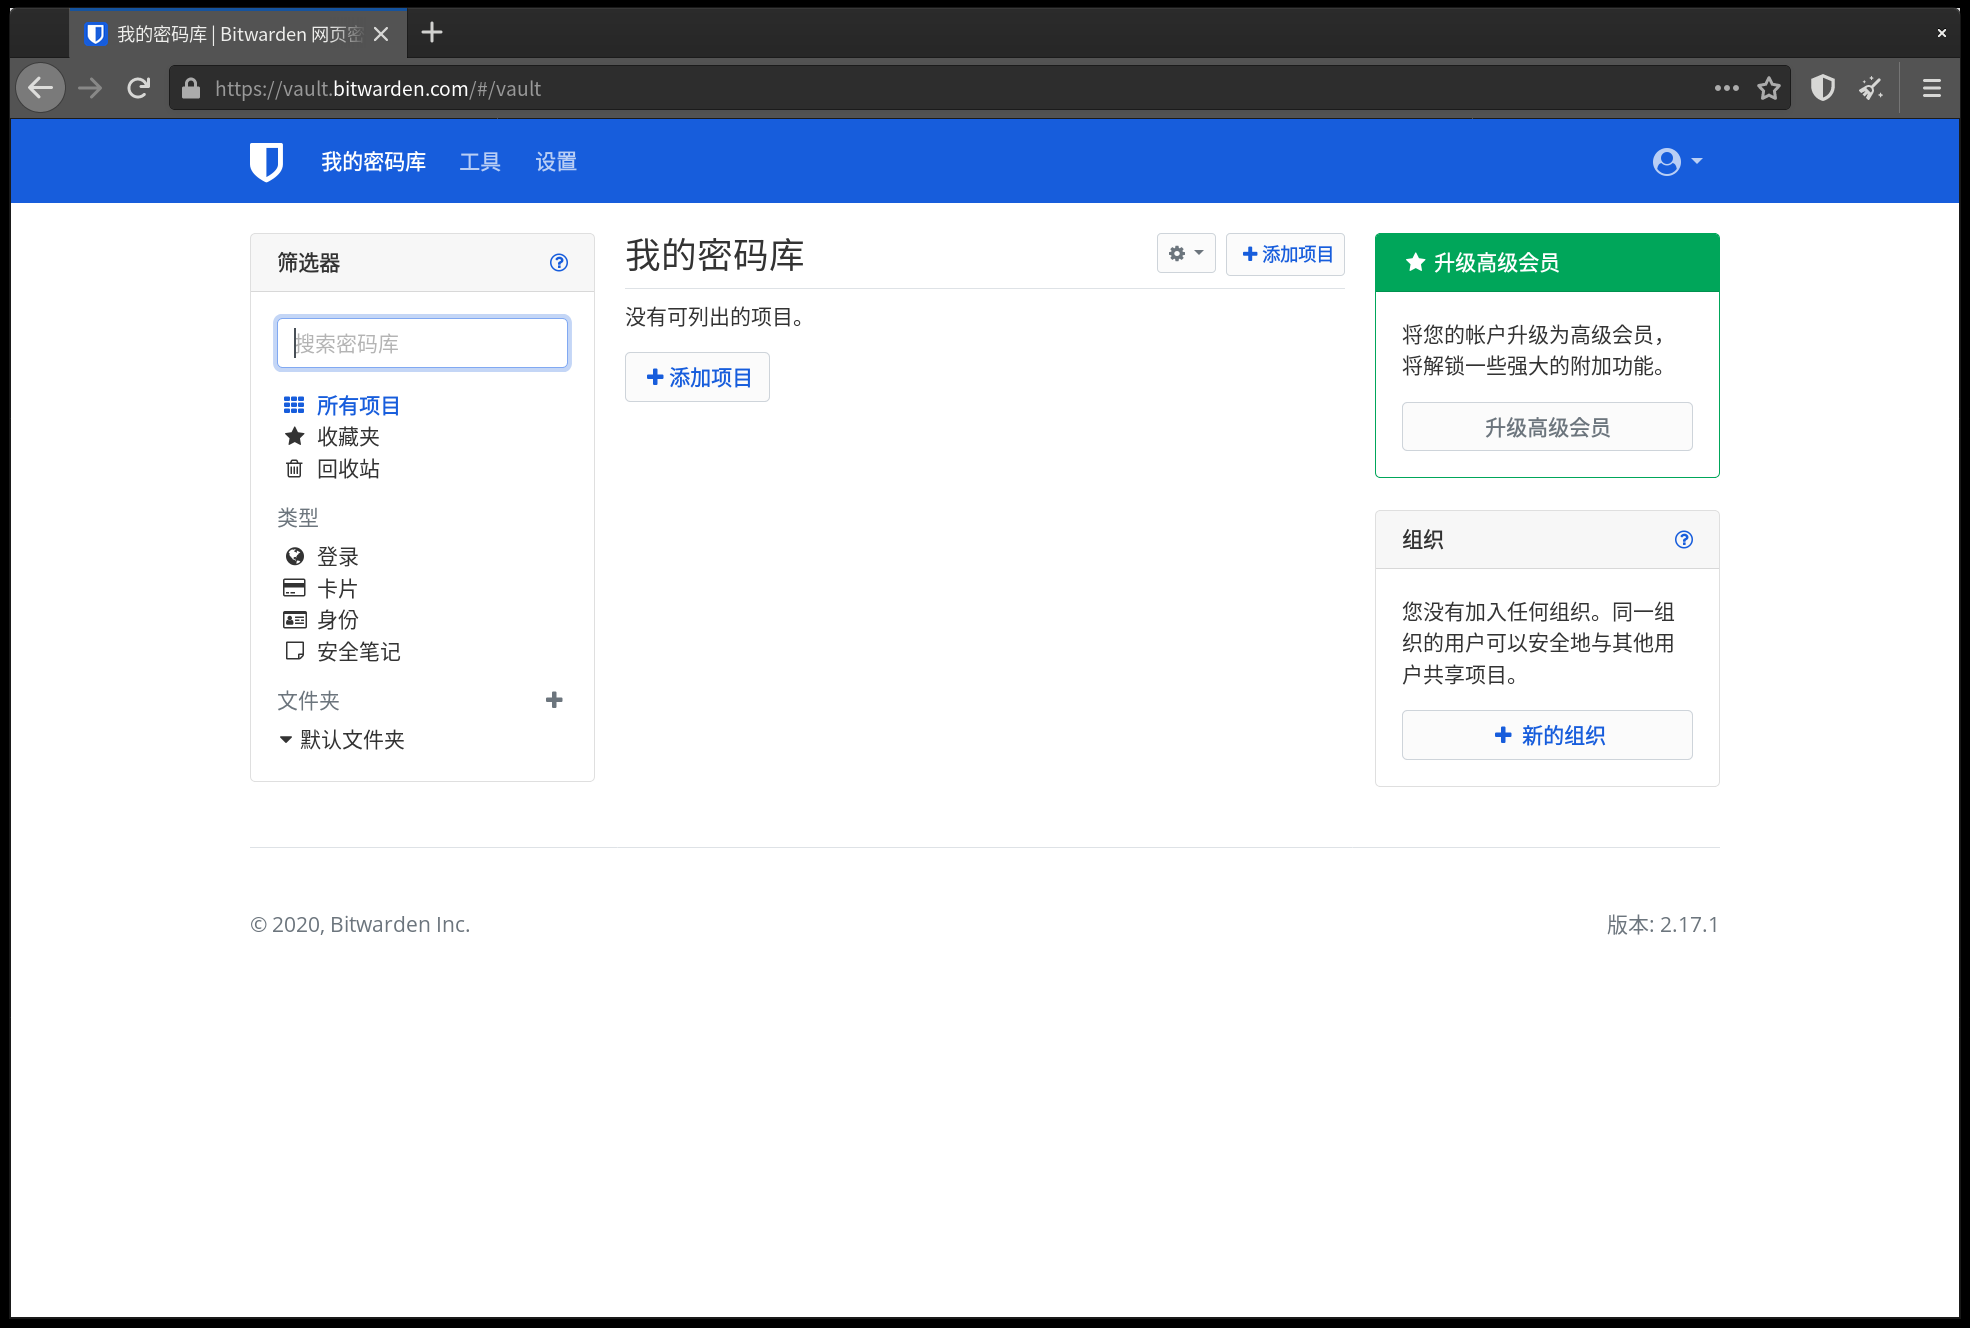 我的密码库 | Bitwarden 网页密
https://vault.bitwarden.com/#/vault
我的密码库 工具 设置
筛选器
搜索密码库
所有项目
收藏夹
回收站
类型
登录
卡片
身份
安全笔记
文件夹
默认文件夹
我的密码库
添加项目
没有可列出的项目。
添加项目
升级高级会员
将您的帐户升级为高级会员，
将解锁一些强大的附加功能。
升级高级会员
组织
您没有加入任何组织。同一组
织的用户可以安全地与其他用
户共享项目。
新的组织
© 2020, Bitwarden Inc.
版本: 2.17.1